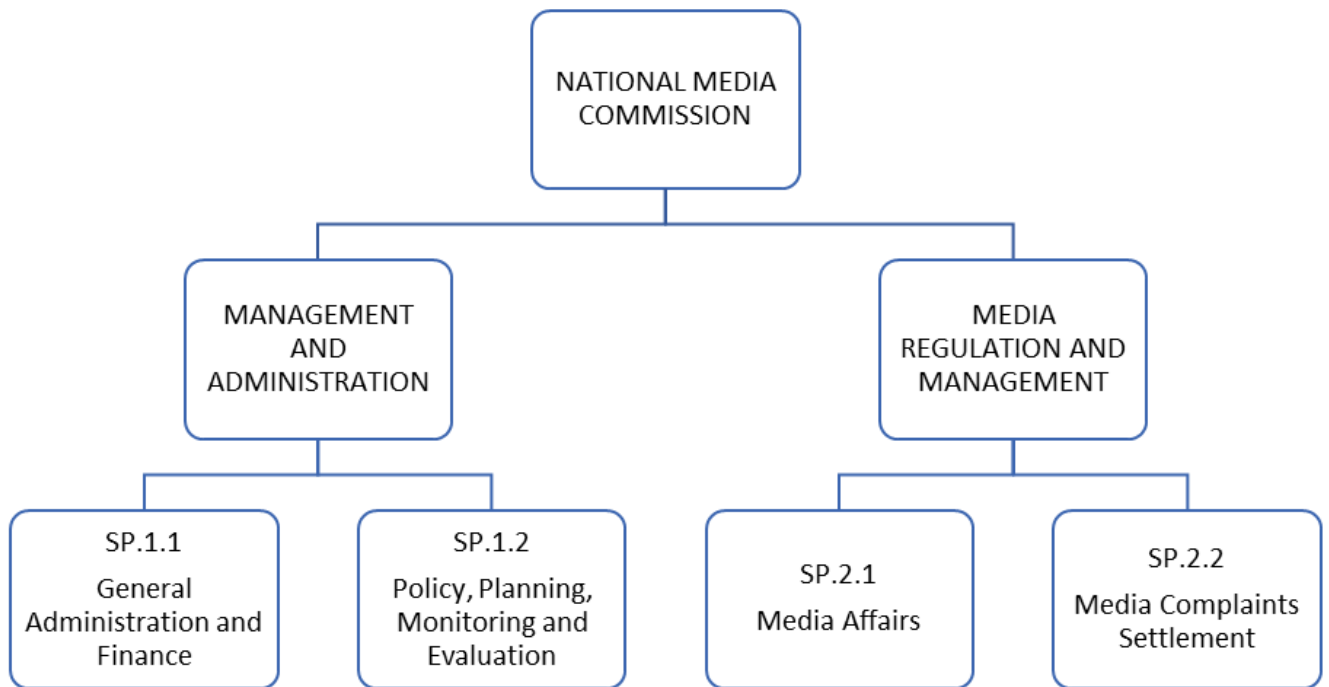 NATIONAL MEDIA
COMMISSION
MANAGEMENT
AND
ADMINISTRATION
MEDIA
REGULATION AND
MANAGEMENT
SP.1.1
General
Administration and
Finance
SP.1.2
Policy, Planning,
Monitoring and
Evaluation
SP.2.1
Media Affairs
SP.2.2
Media Complaints
Settlement